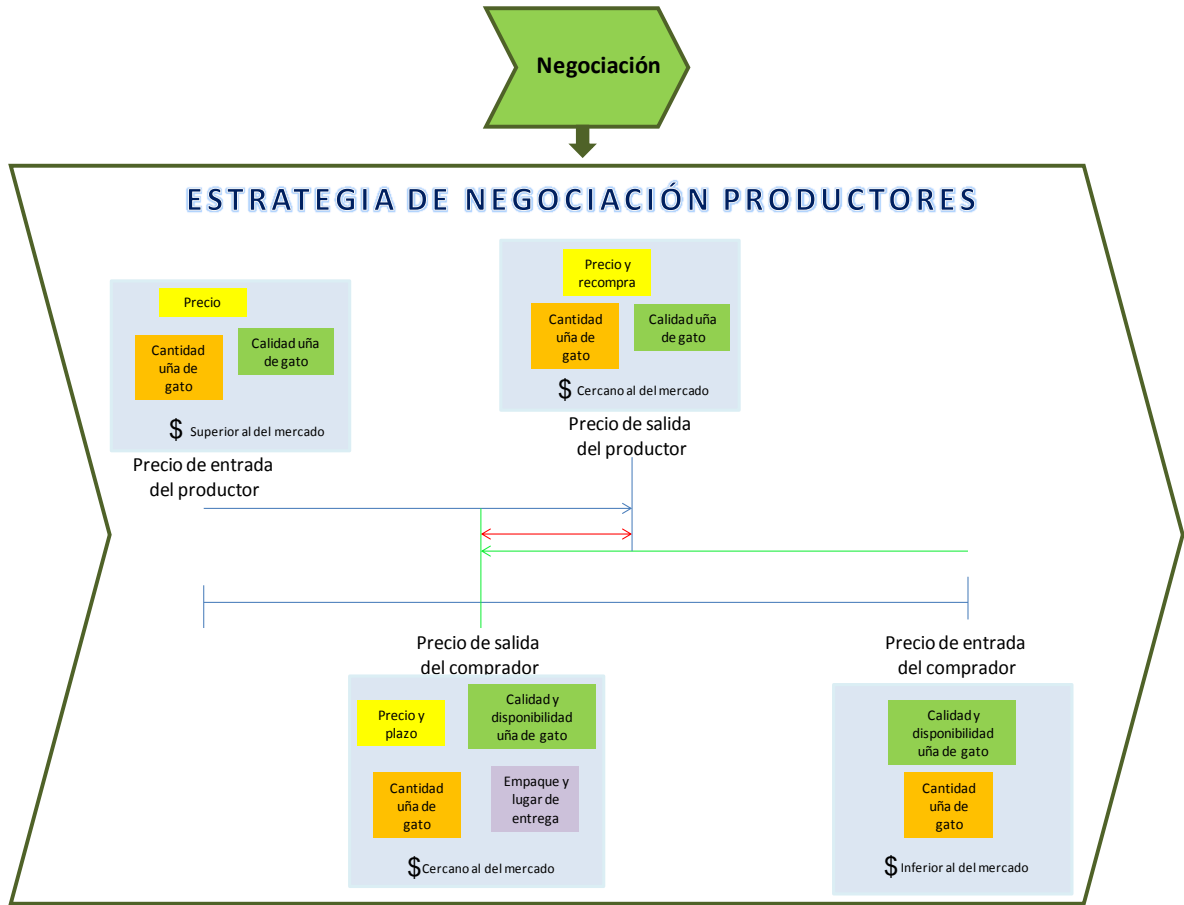 Negociación
ESTRATEGIA DE NEGOCIACIÓN PRODUCTORES
Precio
Cantidad
uña de
gato
Calidad uña
de gato
$ Superior al del mercado
Precio de entrada
del productor
Precio y
recompra
Cantidad
uña de
gato
Calidad uña
de gato
$ Cercano al del mercado
Precio de salida
del productor
Precio de salida
del comprador
Precio y
plazo
Calidad y
disponibilidad
uña de gato
Cantidad
uña de
gato
Empaque y
lugar de
entrega
$ Cercano al del mercado
Precio de entrada
del comprador
Calidad y
disponibilidad
uña de gato
Cantidad
uña de
gato
$ Inferior al del mercado